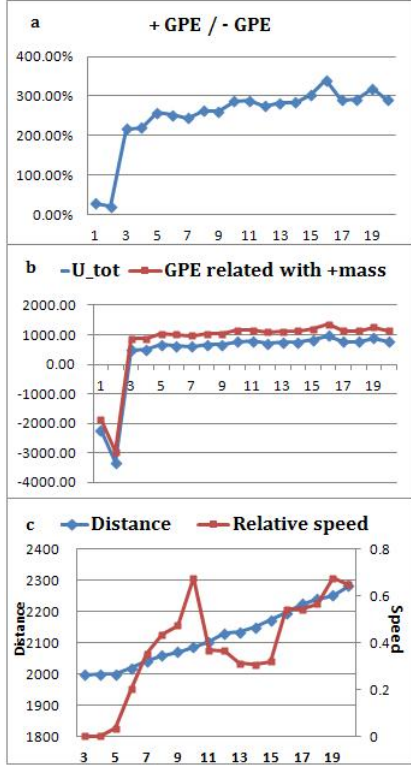 a + GPE / - GPE
400.00%
300.00%
200.00%
100.00%
0.00%
1 3 5 7 9 11 13 15 17 19
b U_tot GPE related with +mass
2000.00
1000.00
0.00
-1000.00
-2000.00
-3000.00
-4000.00
1 3 5 7 9 11 13 15 17 19
c Distance Relative speed
2400 0.8
2300
0.6
2200
2100 0.4
2000
0.2
1900
1800 0
Distance
Speed
3 5 7 9 11 13 15 17 19